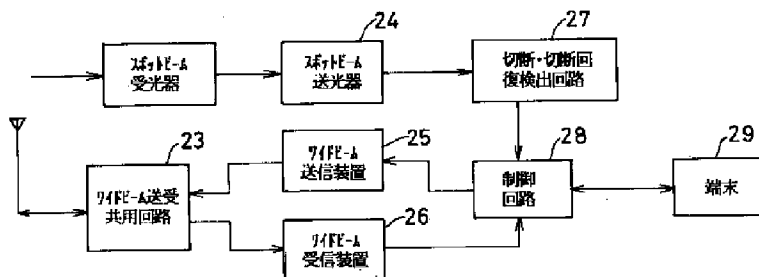 24
27
スポットビーム
受光器
スポットビーム
送光器
切断・切断回
復検出回路
23
25
28
29
ワイドビーム
送信装置
ワイドビーム送受
共用回路
制御
回路
端末
26
ワイドビーム
受信装置